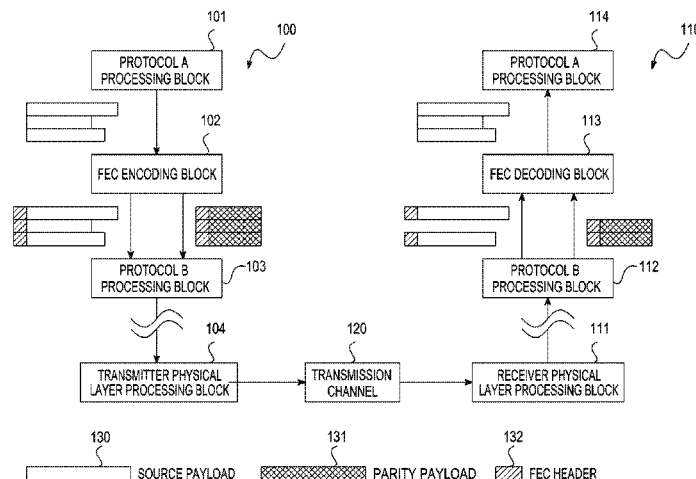 101
114
100
110
PROTOCOL A
PROCESSING BLOCK
PROTOCOL A
PROCESSING BLOCK
102
113
FEC ENCODING BLOCK
FEC DECODING BLOCK
PROTOCOL B
PROCESSING BLOCK
103
PROTOCOL B
PROCESSING BLOCK
112
104
120
111
TRANSMITTER PHYSICAL
LAYER PROCESSING BLOCK
TRANSMISSION
CHANNEL
RECEIVER PHYSICAL
LAYER PROCESSING BLOCK
130
131
132
SOURCE PAYLOAD
PARITY PAYLOAD
FEC HEADER